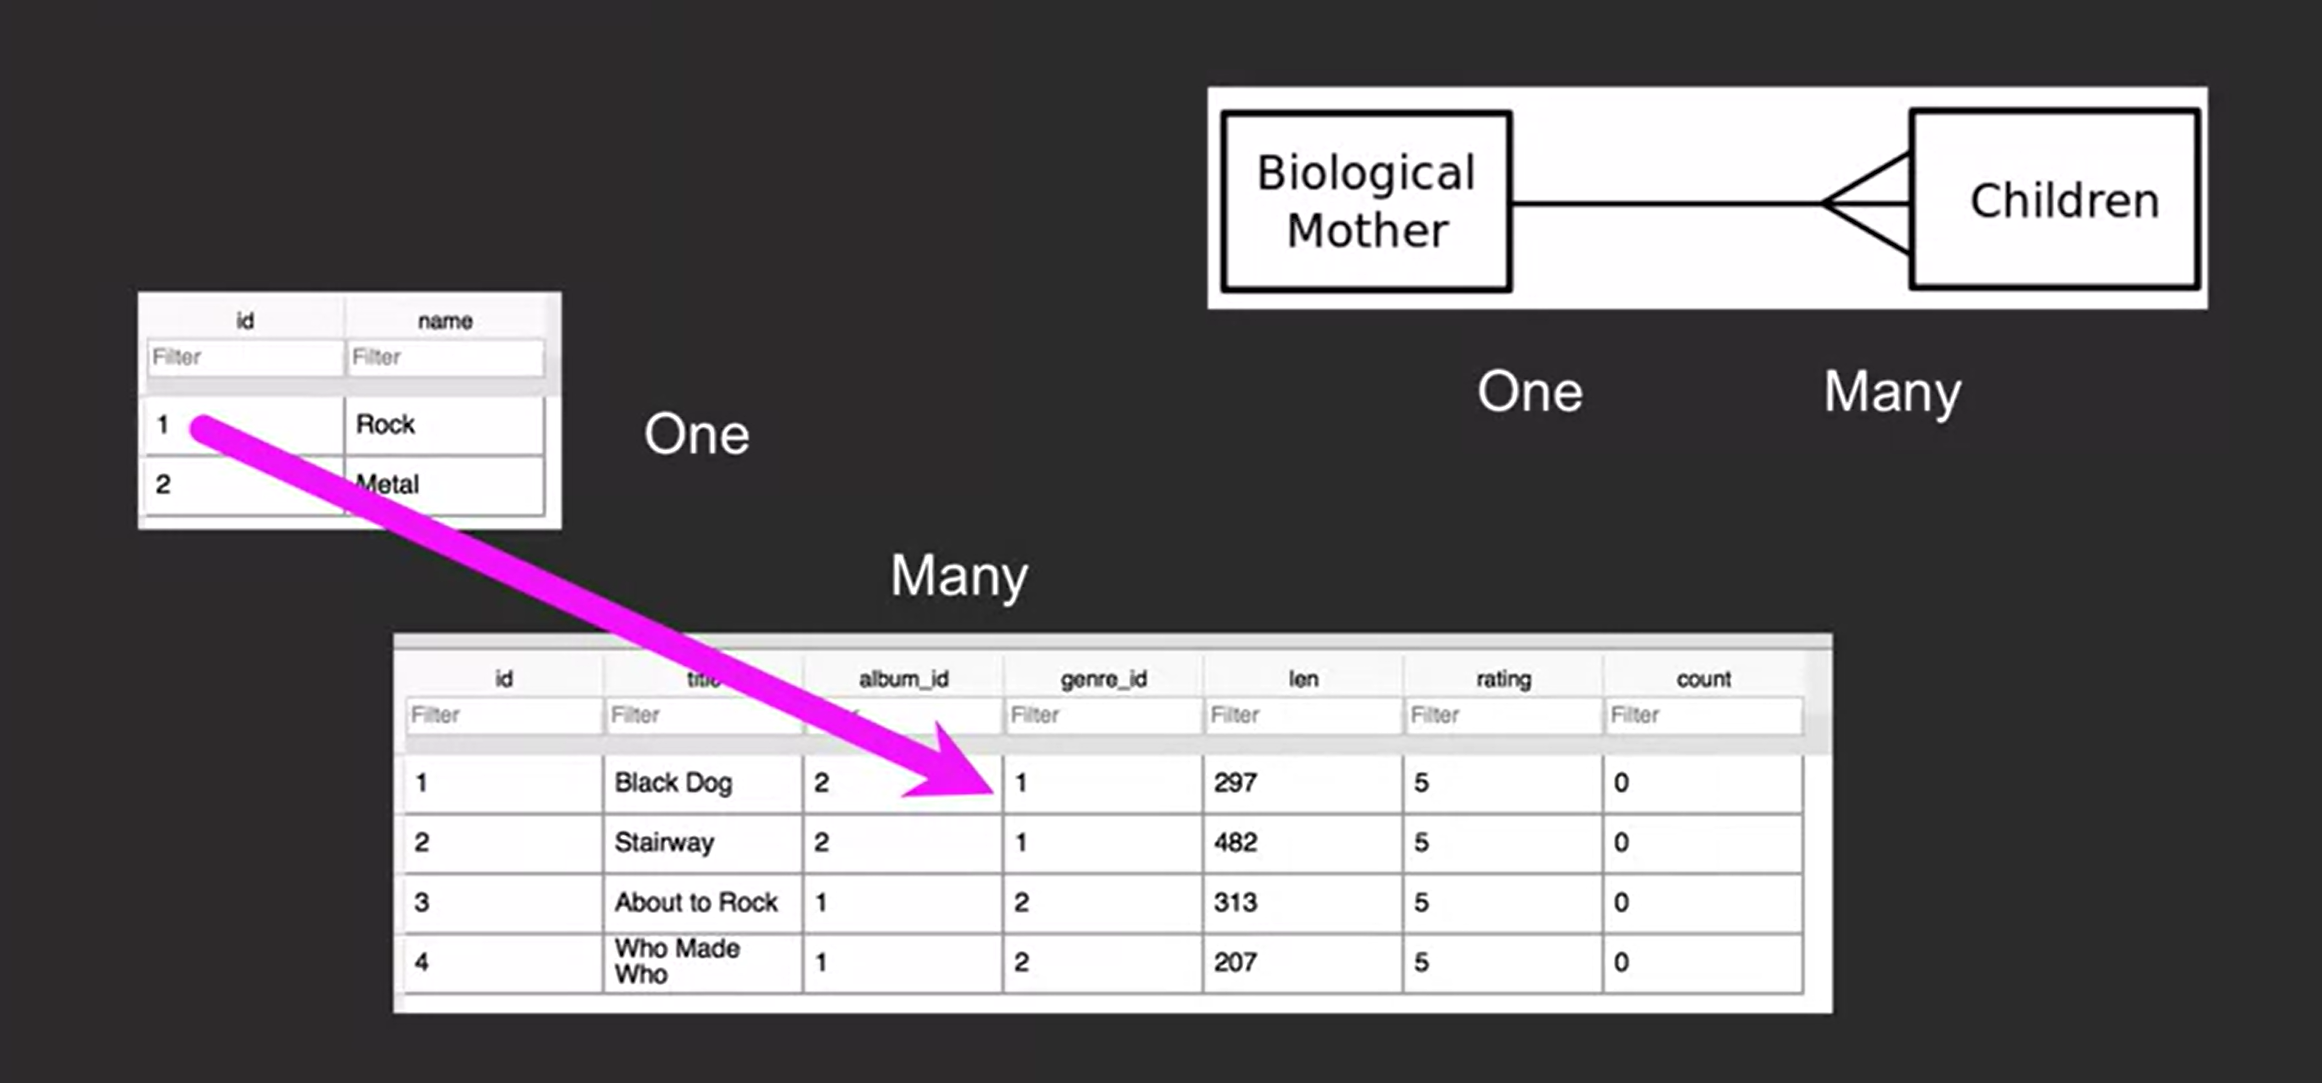 Biological
Mother
Children
One Many
id name
Filter Filter
1 Rock
2 Metal
One
Many
id title album_id genre_id len rating count
Filter Filter Filter Filter Filter Filter
1 Black Dog 2 1 297 5 0
2 Stairway 2 1 482 5 0
3 About to Rock 1 2 313 5 0
4 Who Made
Who 1 2 207 5 0